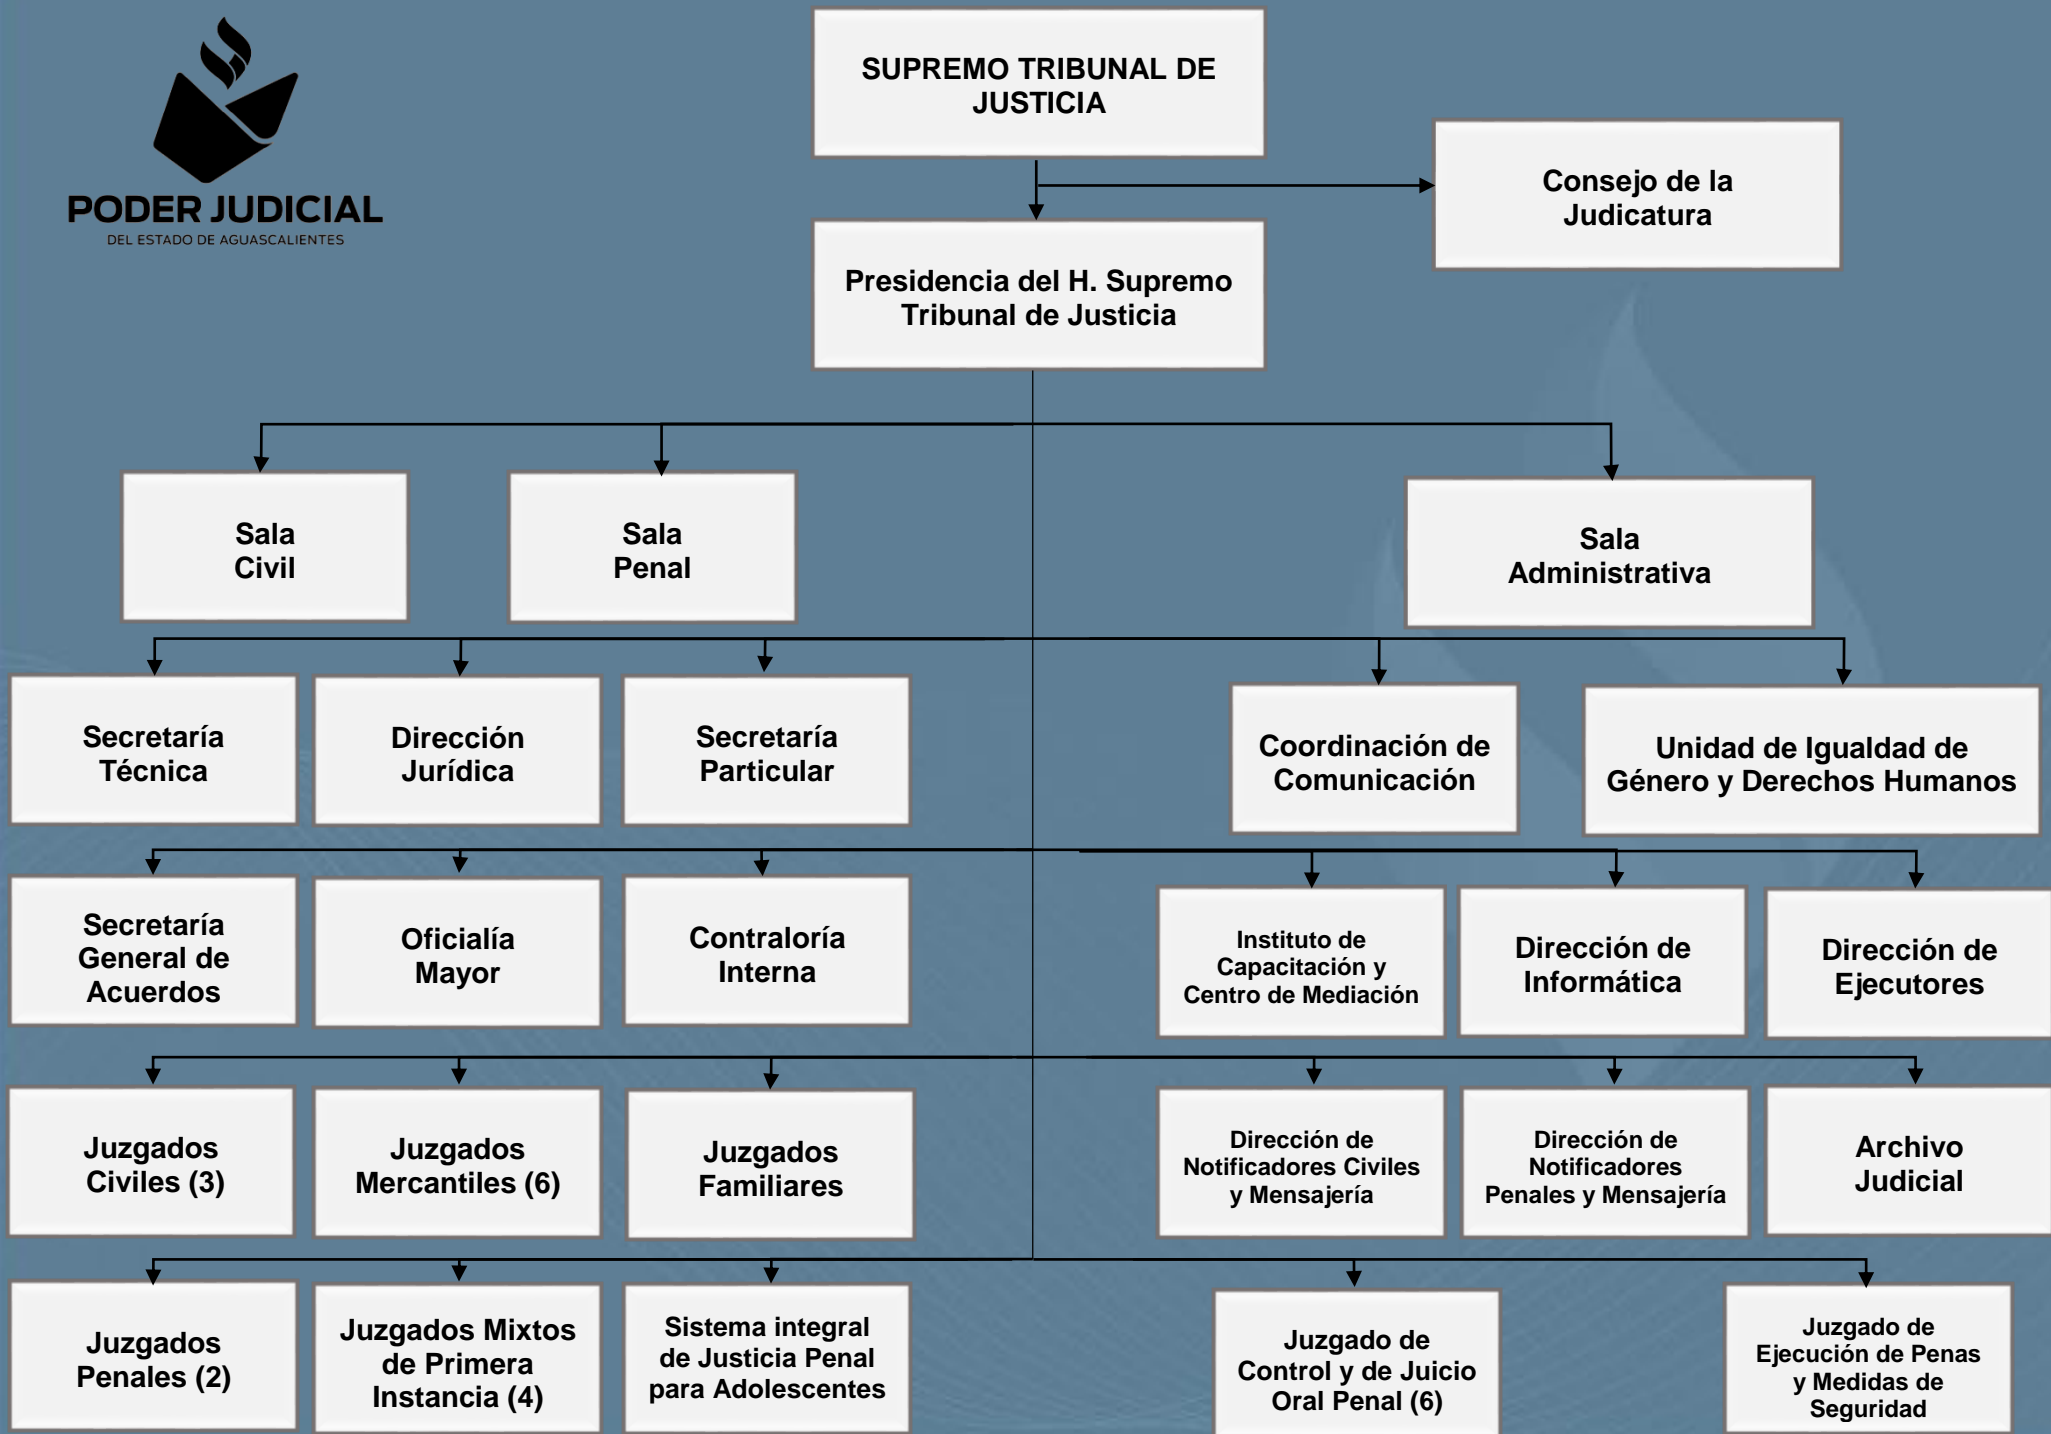 PODER JUDICIAL
DEL ESTADO DE AGUASCALIENTES
SUPREMO TRIBUNAL DE
JUSTICIA
Consejo de la
Judicatura
Presidencia del H. Supremo
Tribunal de Justicia
Sala
Civil
Sala
Penal
Sala
Administrativa
Secretaría
Técnica
Dirección
Jurídica
Secretaría
Particular
Coordinación de
Comunicación
Unidad de Igualdad de
Género y Derechos Humanos
Secretaría
General de
Acuerdos
Oficialía
Mayor
Contraloría
Interna
Instituto de
Capacitación y
Centro de Mediación
Dirección de
Informática
Dirección de
Ejecutores
Juzgados
Civiles (3)
Juzgados
Mercantiles (6)
Juzgados
Familiares
Dirección de
Notificadores Civiles
y Mensajería
Dirección de
Notificadores
Penales y Mensajería
Archivo
Judicial
Juzgados
Penales (2)
Juzgados Mixtos
de Primera
Instancia (4)
Sistema integral
de Justicia Penal
para Adolescentes
Juzgado de
Control y de Juicio
Oral Penal (6)
Juzgado de
Ejecución de Penas
y Medidas de
Seguridad